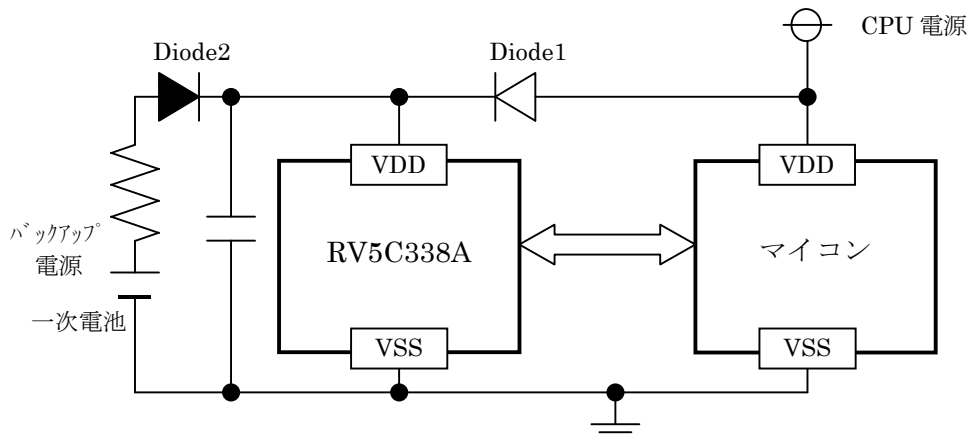 CPU 電源
Diode2
Diode1
VDD
VDD
バックアップ
電源
RV5C338A
マイコン
一次電池
VSS
VSS